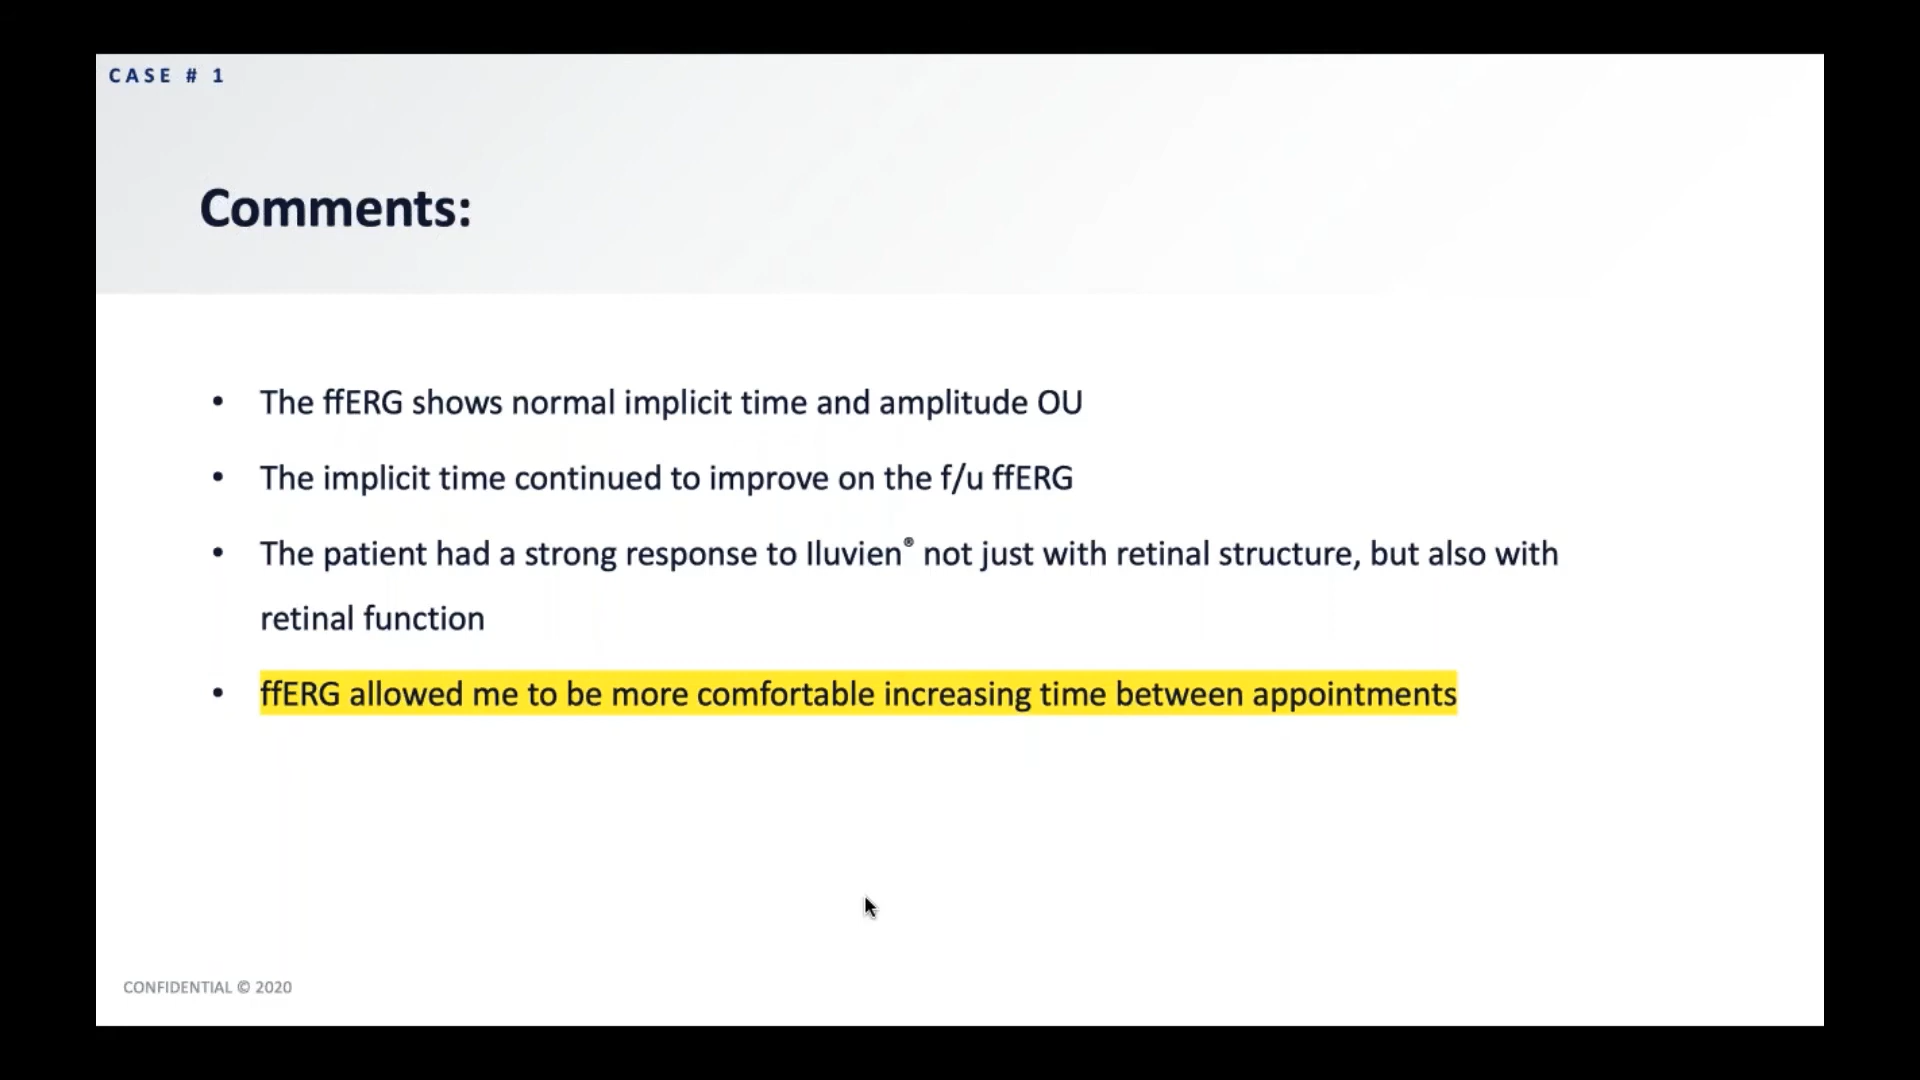 CASE # 1
Comments:
• The ffERG shows normal implicit time and amplitude OU
• The implicit time continued to improve on the f/u ffERG
• The patient had a strong response to Iluvien® not just with retinal structure, but also with
retinal function
• ffERG allowed me to be more comfortable increasing time between appointments
CONFIDENTIAL © 2020